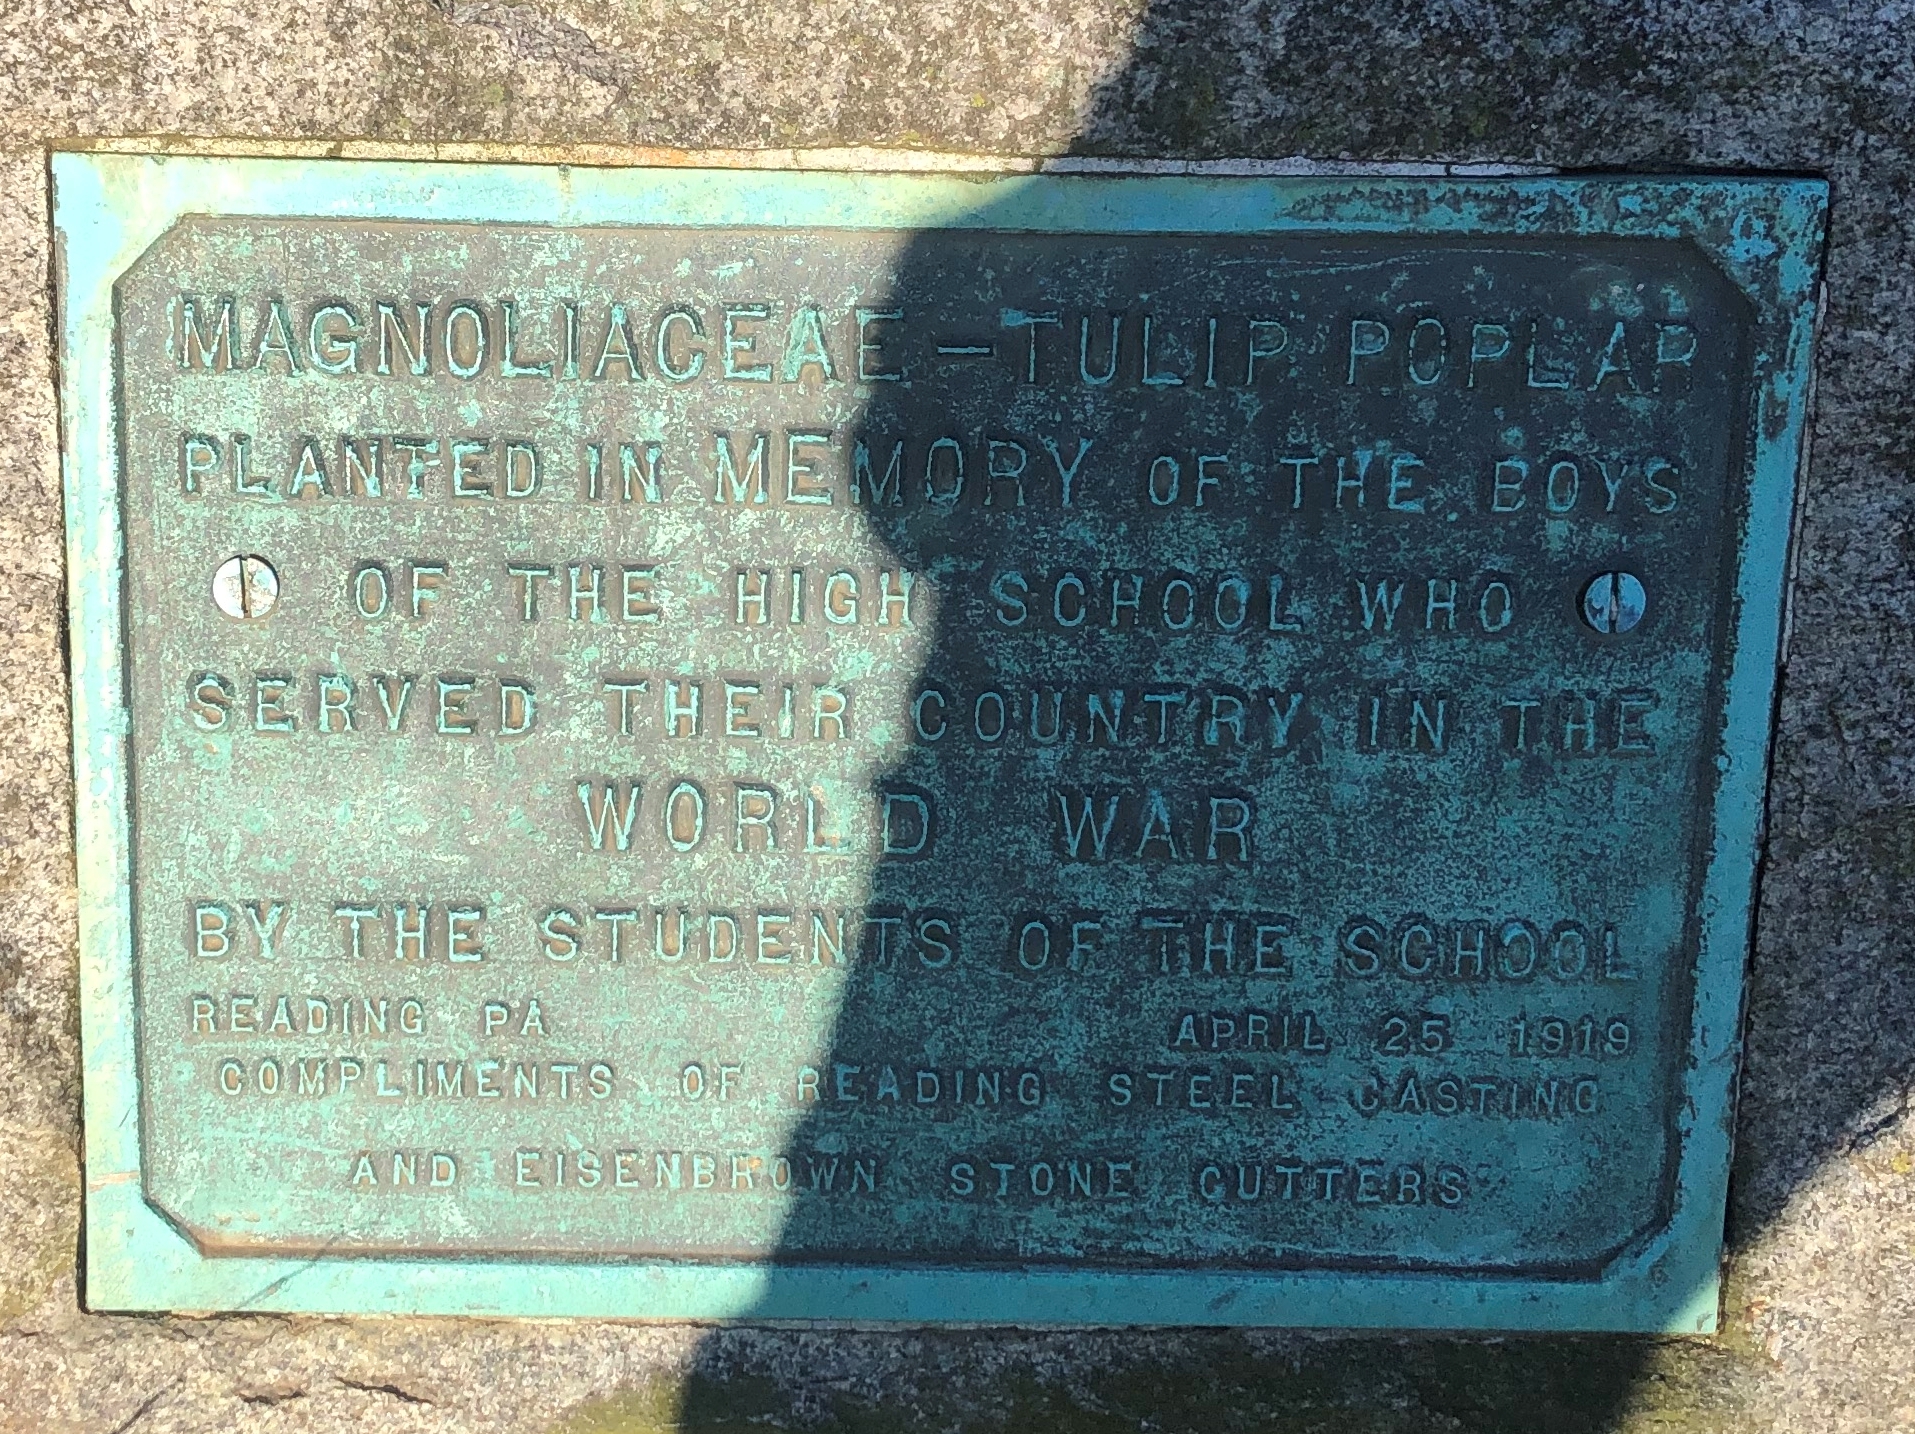 MAGNOLIACEAE — TULIP POPLAR
PLANTED IN MEMORY OF THE BOYS
OF THE HIGH SCHOOL WHO
SERVED THEIR COUNTRY IN THE
WORLD WAR
BY THE STUDENTS OF THE SCHOOL
READING PA APRIL 25 1919
COMPLIMENTS OF READING STEEL CASTING
AND EISENBROWN STONE CUTTERS